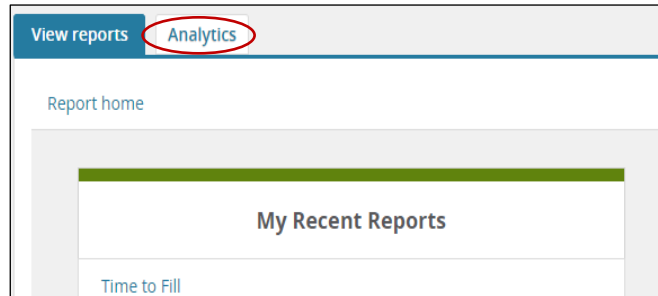 View reports Analytics
Report home
My Recent Reports
Time to Fill